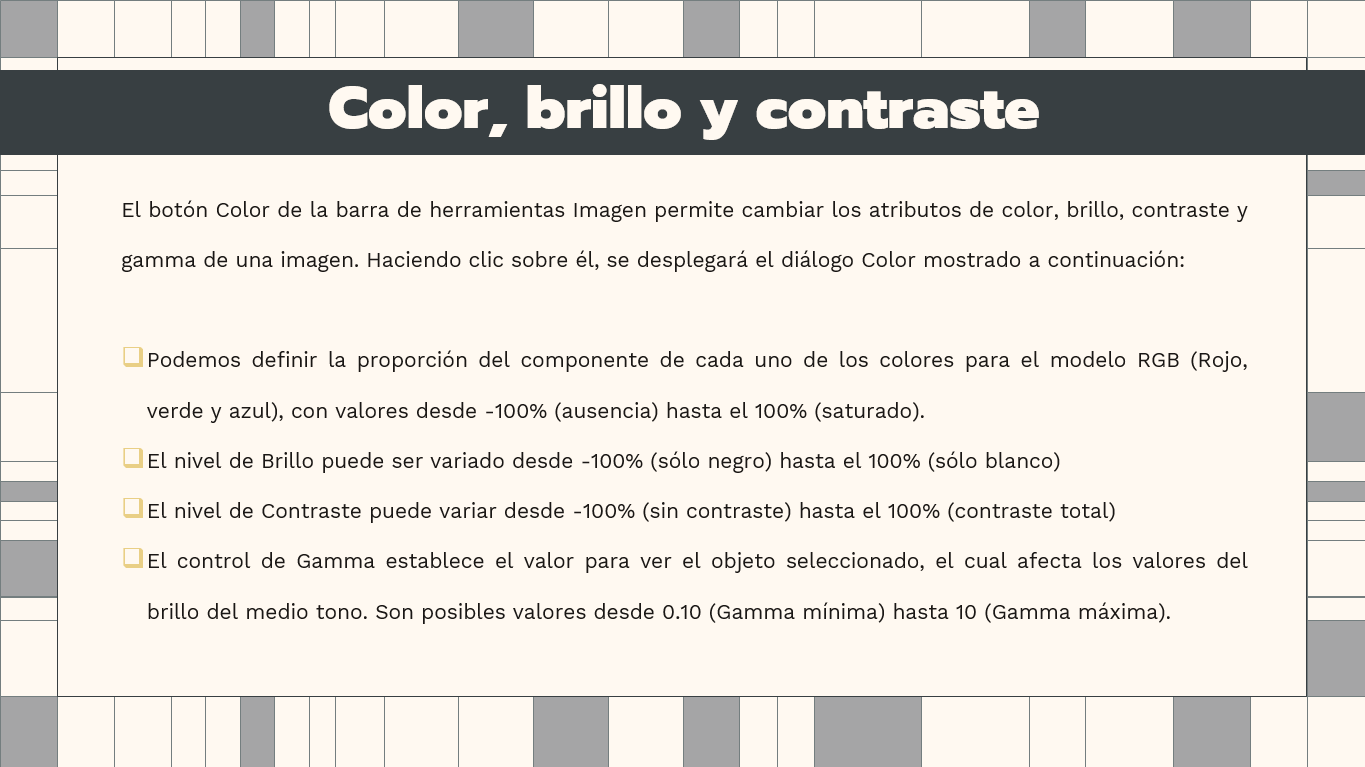 Color, brillo y contraste
El botón Color de la barra de herramientas Imagen permite cambiar los atributos de color, brillo, contraste y
gamma de una imagen. Haciendo clic sobre él, se desplegará el diálogo Color mostrado a continuación:
Podemos definir la proporción del componente de cada uno de los colores para el modelo RGB (Rojo,
verde y azul), con valores desde -100% (ausencia) hasta el 100% (saturado).
El nivel de Brillo puede ser variado desde -100% (sólo negro) hasta el 100% (sólo blanco)
El nivel de Contraste puede variar desde -100% (sin contraste) hasta el 100% (contraste total)
El control de Gamma establece el valor para ver el objeto seleccionado, el cual afecta los valores del
brillo del medio tono. Son posibles valores desde 0.10 (Gamma mínima) hasta 10 (Gamma máxima).